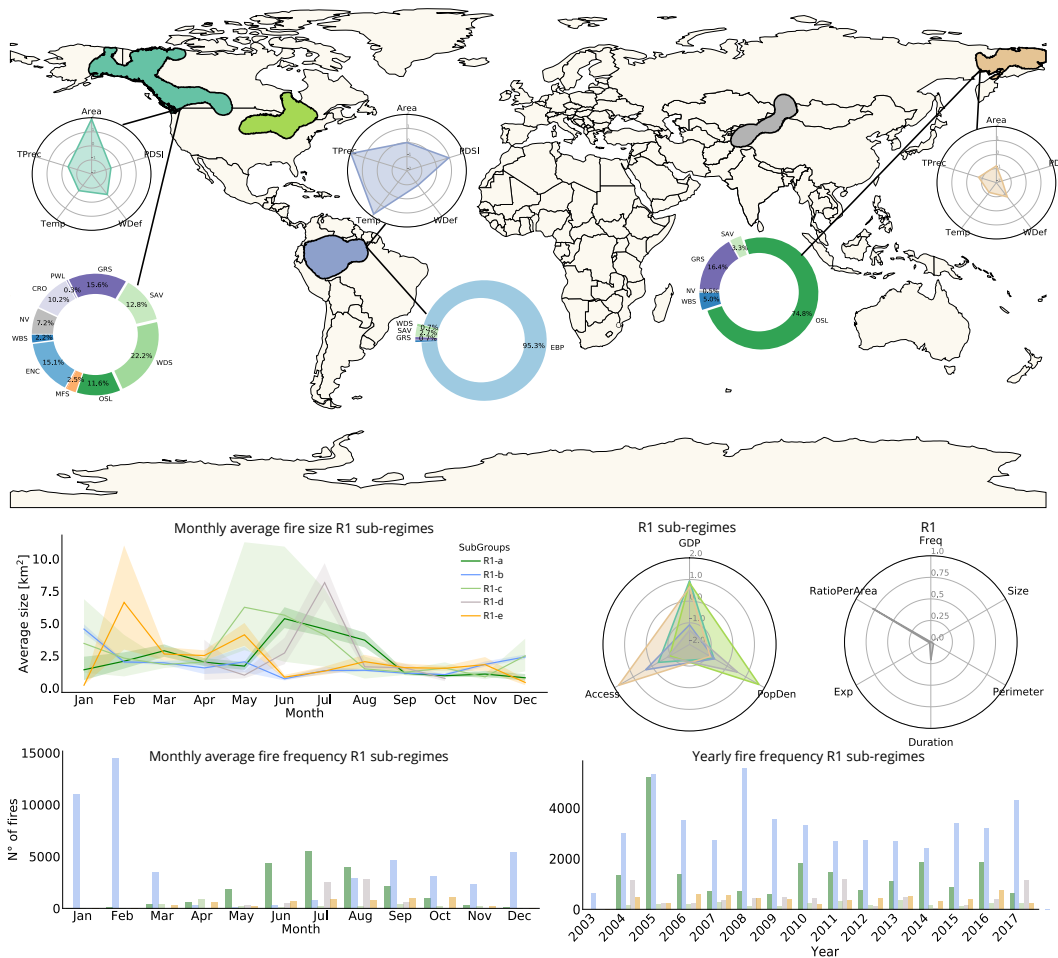 Area
TPrec
PDSI
Temp
WDef
Area
TPrec
PDSI
Temp
WDef
Area
TPrec
PD
Temp
WDef
GRS
PWL
CRO
SAV
NV
WBS
ENC
WDS
MFS
OSL
15.6%
0.3%
10.2%
12.8%
7.2%
2.2%
22.2%
15.1%
2.5%
11.6%
WDS
SAV
GRS
0.7%
0.7%
95.3%
EBP
SAV
3.3%
GRS
16.4%
NV
WBS
5.0%
74.8%
OSL
Monthly average fire size R1 sub-regimes
Average size [km²]
10.0
7.5
5.0
2.5
0.0
SubGroups
R1-a
R1-b
R1-c
R1-d
R1-e
Jan Feb Mar Apr May Jun Jul Aug Sep Oct Nov Dec
Month
R1 sub-regimes
GDP
2.0
1.0
Access
PopDen
R1
Freq
1.0
0.75
0.5
0.25
0.0
RatioPerArea
Size
Exp
Perimeter
Duration
Monthly average fire frequency R1 sub-regimes
N° of fires
15000
10000
5000
0
Jan Feb Mar Apr May Jun Jul Aug Sep Oct Nov Dec
Month
Yearly fire frequency R1 sub-regimes
4000
2000
0
2003 2004 2005 2006 2007 2008 2009 2010 2011 2012 2013 2014 2015 2016 2017
Year